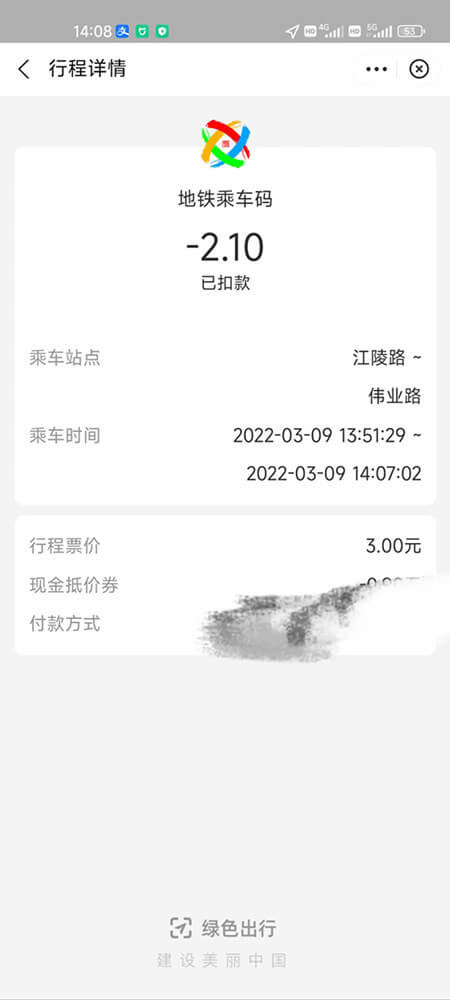 14:08
HD 4G HD 5G 53
行程详情
地铁乘车码
-2.10
已扣款
乘车站点 江陵路 ~
伟业路
乘车时间 2022-03-09 13:51:29 ~
2022-03-09 14:07:02
行程票价 3.00元
现金抵价券
付款方式
绿色出行
建设美丽中国